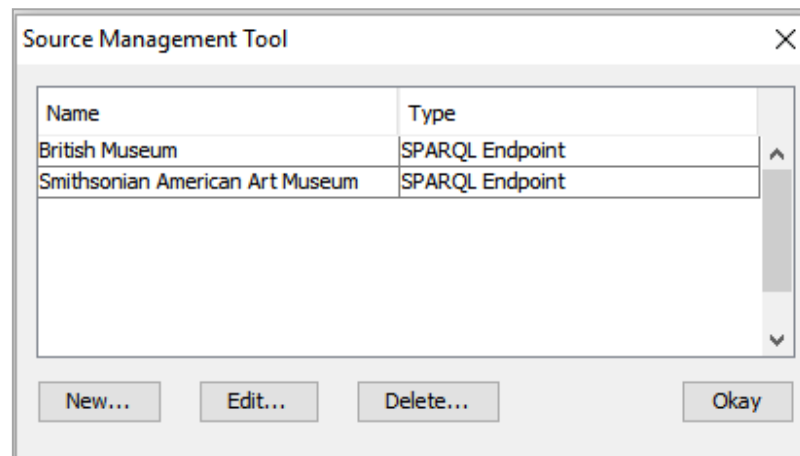 Source Management Tool
Name Type
British Museum SPARQL Endpoint
Smithsonian American Art Museum SPARQL Endpoint
New... Edit... Delete... Okay